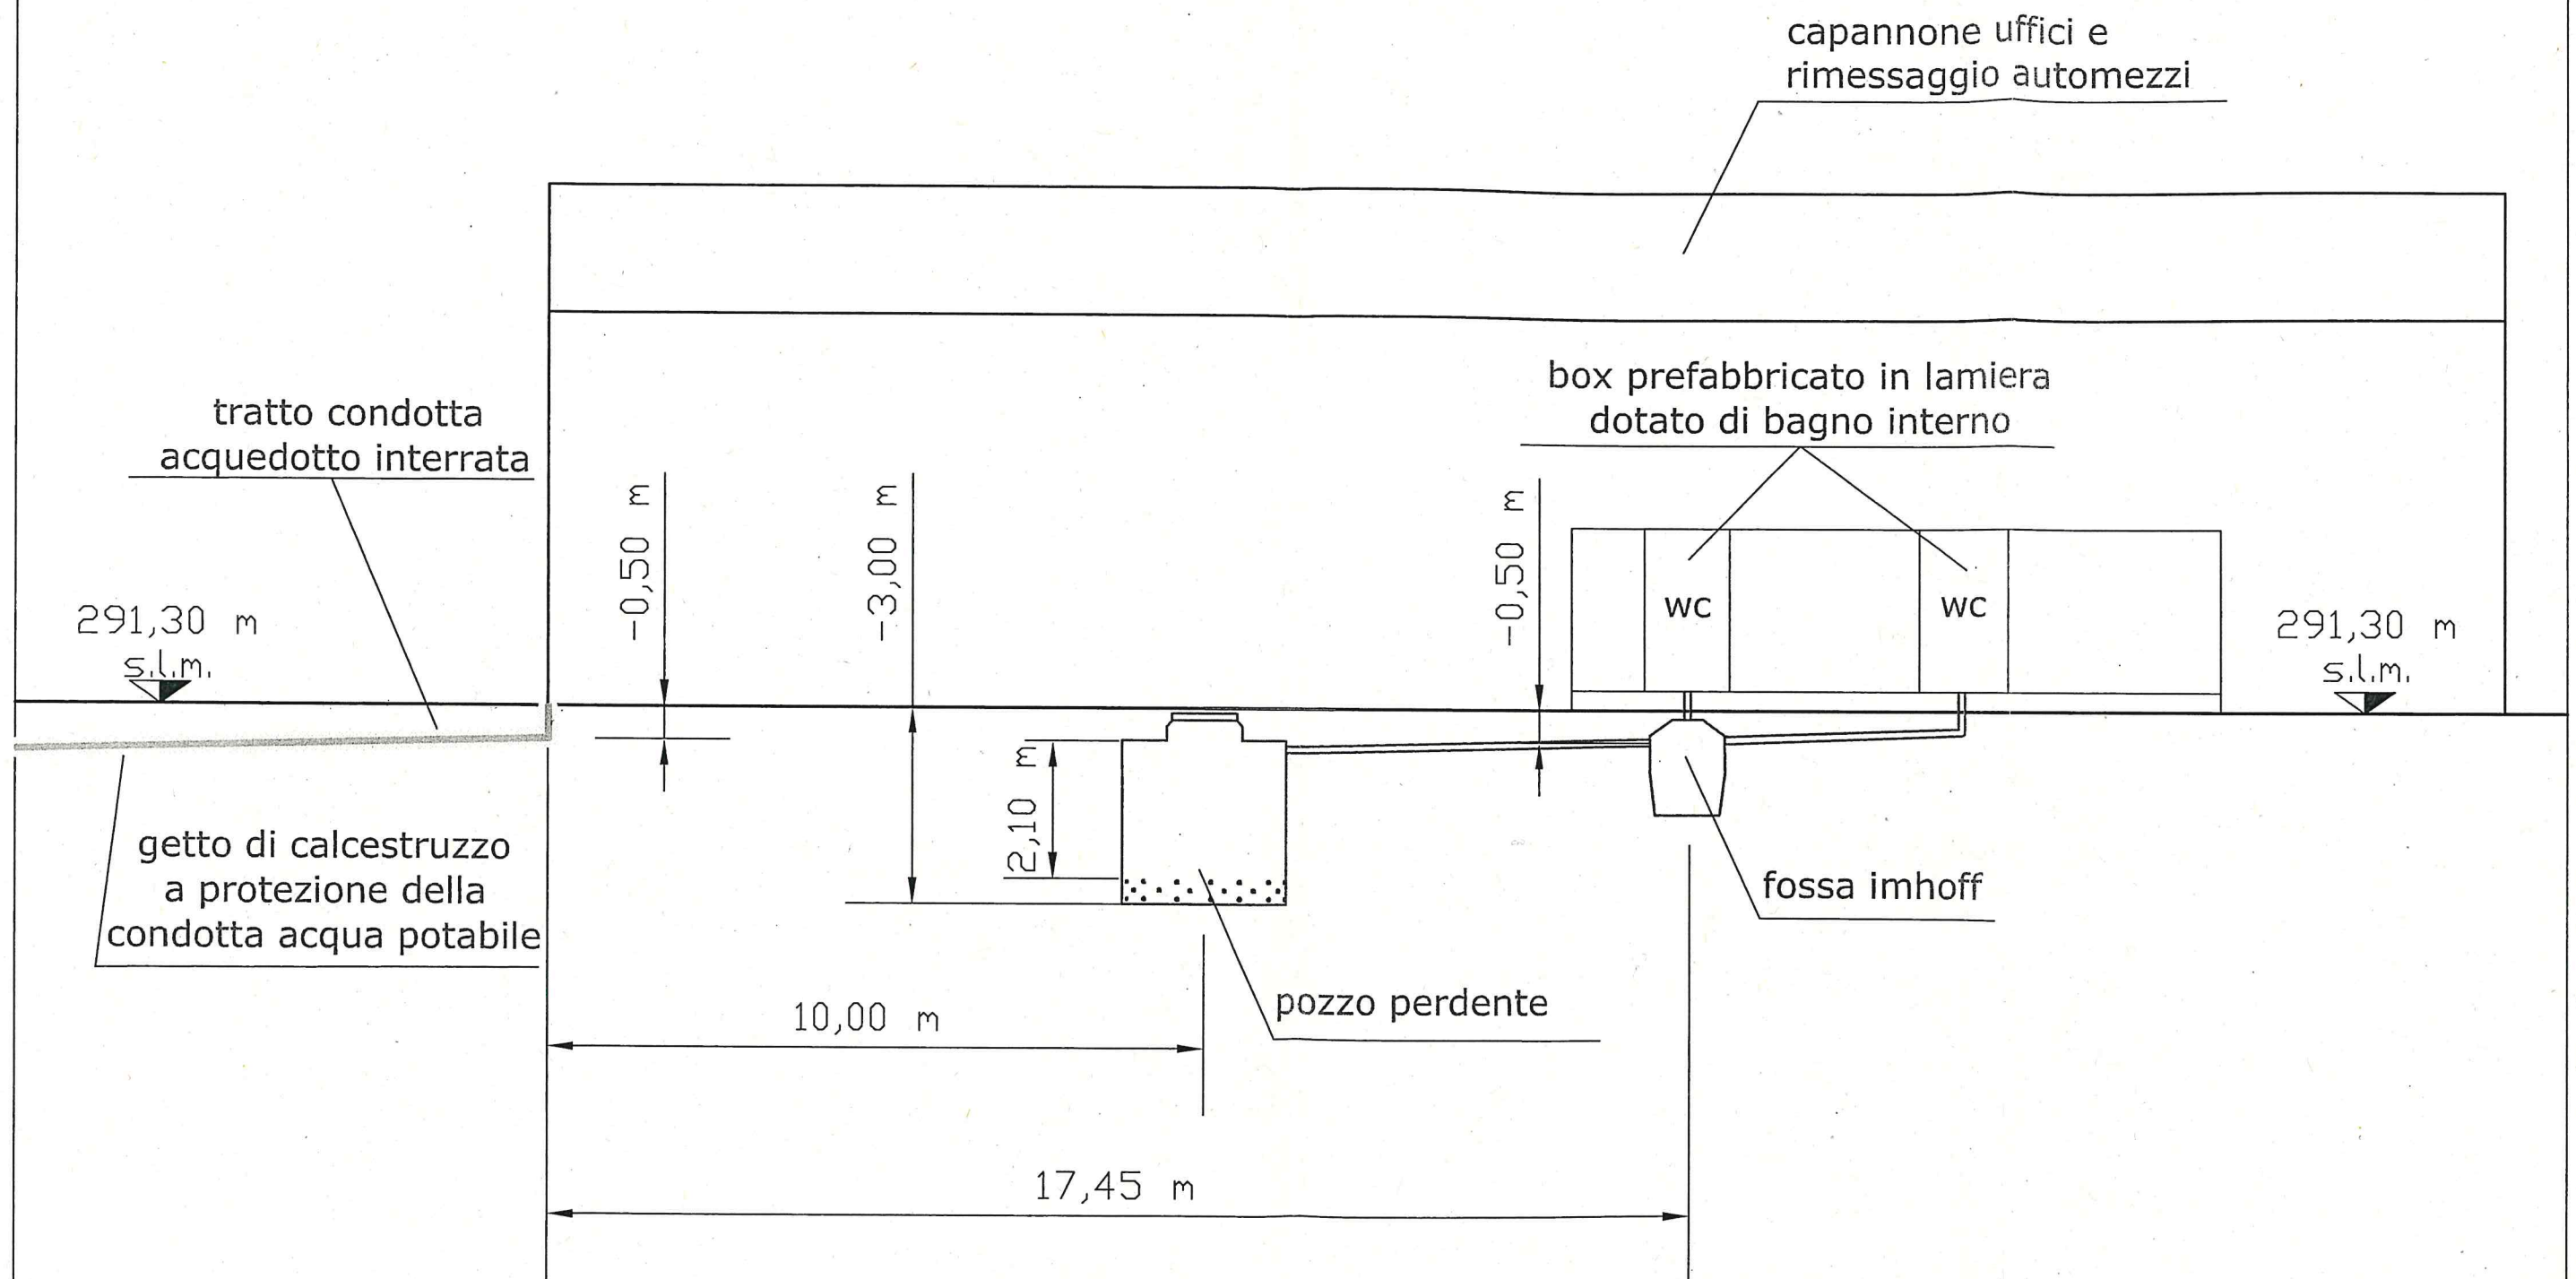 capannone uffici e
rimessaggio automezzi
box prefabbricato in lamiera
dotato di bagno interno
tratto condotta
acquedotto interrata
-0,50 m
-3,00 m
-0,50 m
wc
wc
291,30 m
s.l.m.
291,30 m
s.l.m.
2,10 m
getto di calcestruzzo
a protezione della
condotta acqua potabile
fossa imhoff
pozzo perdente
10,00 m
17,45 m